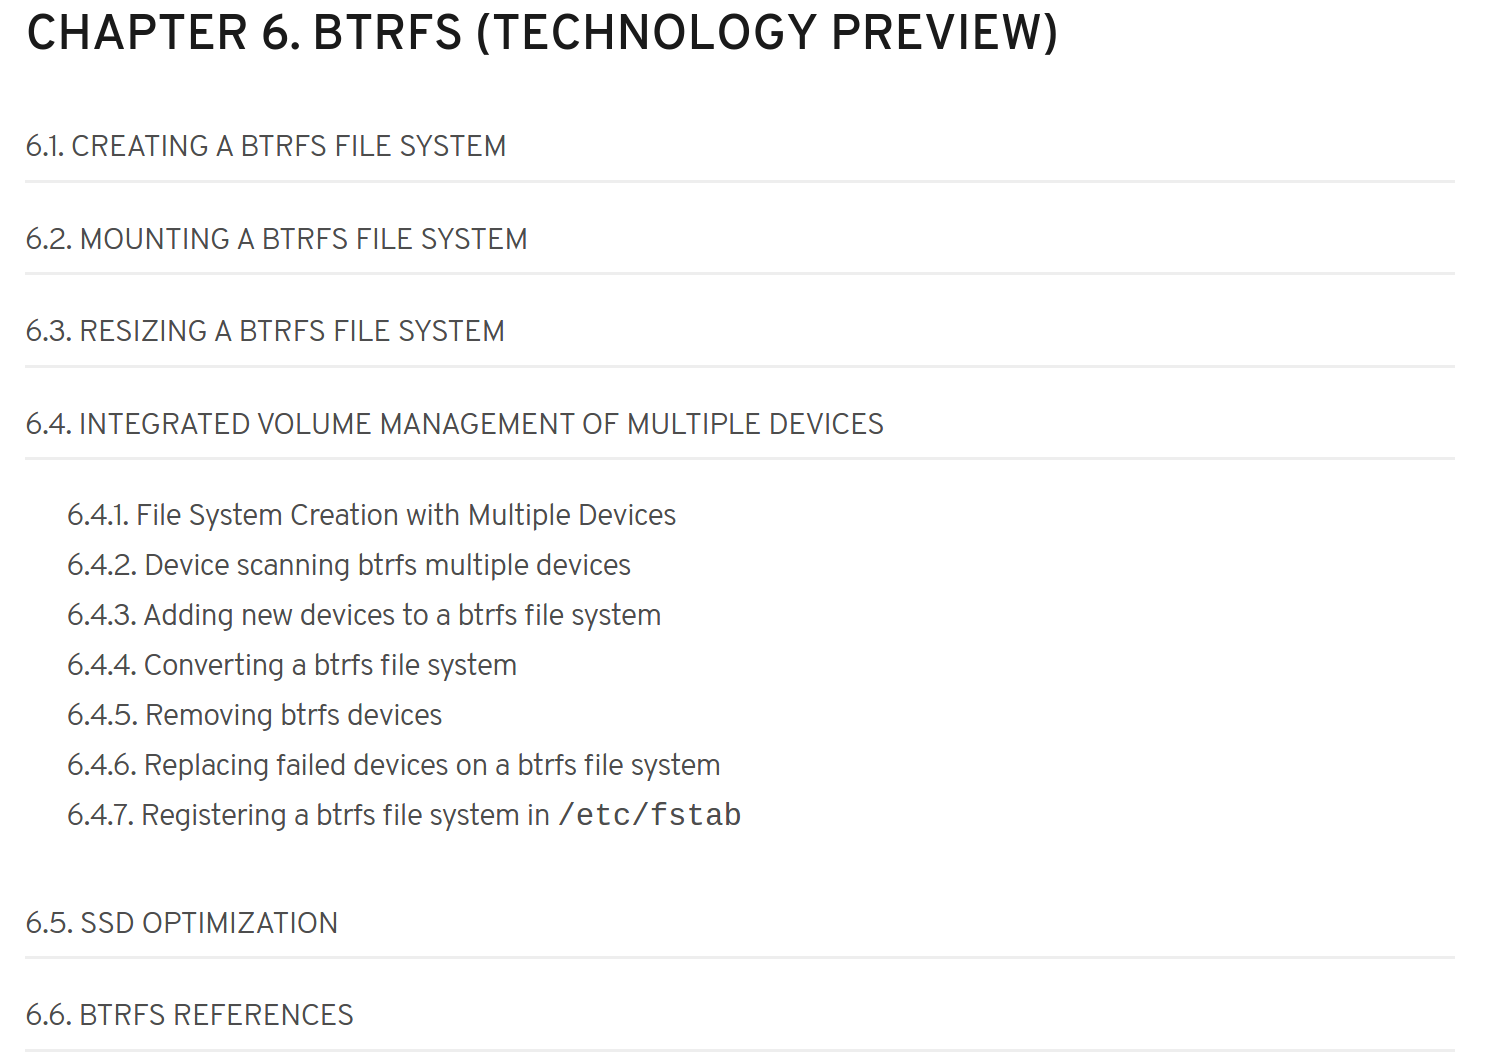 CHAPTER 6. BTRFS (TECHNOLOGY PREVIEW)
6.1. CREATING A BTRFS FILE SYSTEM
6.2. MOUNTING A BTRFS FILE SYSTEM
6.3. RESIZING A BTRFS FILE SYSTEM
6.4. INTEGRATED VOLUME MANAGEMENT OF MULTIPLE DEVICES
6.4.1. File System Creation with Multiple Devices
6.4.2. Device scanning btrfs multiple devices
6.4.3. Adding new devices to a btrfs file system
6.4.4. Converting a btrfs file system
6.4.5. Removing btrfs devices
6.4.6. Replacing failed devices on a btrfs file system
6.4.7. Registering a btrfs file system in /etc/fstab
6.5. SSD OPTIMIZATION
6.6. BTRFS REFERENCES